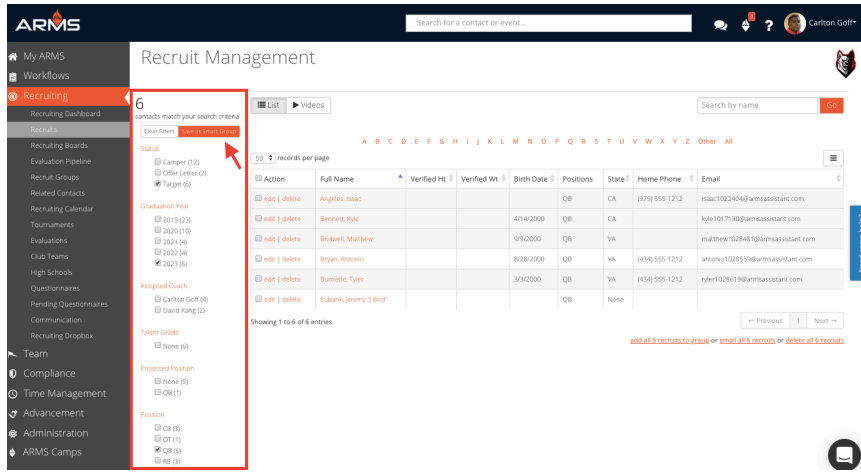 ARMS
Search for a contact or event...
?
Carlton Goff
My ARMS
Workflows
Recruiting
Recruiting Dashboard
Recruits
Recruiting Boards
Evaluation Pipeline
Recruit Groups
Related Contacts
Recruiting Calendar
Tournaments
Evaluations
Club Teams
High Schools
Questionnaires
Pending Questionnaires
Communication
Recruiting Dropbox
Team
Compliance
Time Management
Advancement
Administration
ARMS Camps
Recruit Management
6
contacts match your search criteria
Clear Filters Save as Smart Group
Status
Camper (12)
Offer Letter (2)
Target (6)
Graduation Year
2019 (23)
2020 (10)
2021 (4)
2022 (4)
2023 (6)
Assigned Coach
Carlton Goff (4)
David Kang (2)
Talent Grade
None (6)
Projected Position
None (5)
QB (1)
Position
CB (3)
OT (1)
QB (6)
RB (3)
List Videos
Search by name Go
A B C D E F G H I J K L M N O P Q R S T U V W X Y Z Other All
50 records per page
Action Full Name Verified Ht Verified Wt Birth Date Positions State Home Phone Email
edit | delete Angeles, Isaac QB CA (979) 555-1212 isaac1022404@armsassistant.com
edit | delete Bennett, Kyle 4/14/2000 QB CA kyle1017130@armsassistant.com
edit | delete Bridwell, Matthew 9/9/2000 QB VA matthew1028481@armsassistant.com
edit | delete Bryan, Antonio 8/28/2000 QB VA (434) 555-1212 antonio1028559@armsassistant.com
edit | delete Burnette, Tyler 3/3/2000 QB VA (434) 555-1212 tyler1028619@armsassistant.com
edit | delete Eubank, Jeremy "J Bird" QB None
Showing 1 to 6 of 6 entries
← Previous 1 Next →
add all 6 recruits to group or email all 6 recruits or delete all 6 recruits